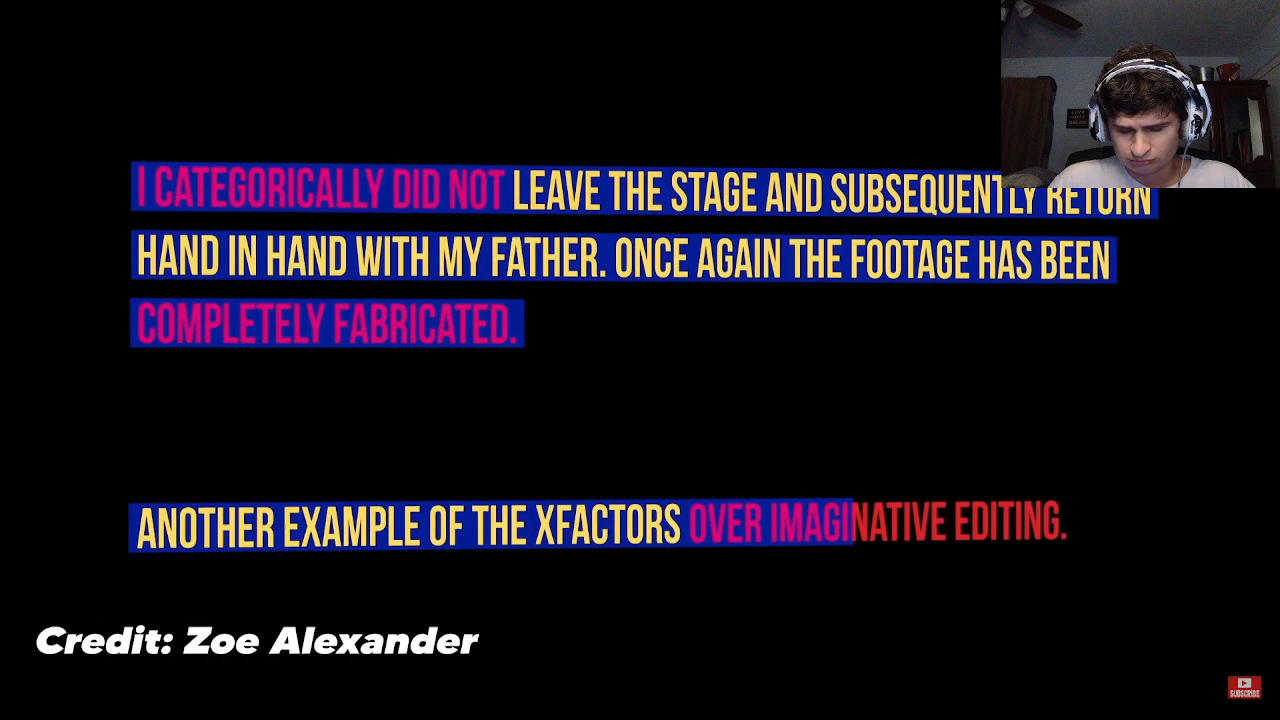 I CATEGORICALLY DID NOT LEAVE THE STAGE AND SUBSEQUENTLY RETURN
HAND IN HAND WITH MY FATHER. ONCE AGAIN THE FOOTAGE HAS BEEN
COMPLETELY FABRICATED.
ANOTHER EXAMPLE OF THE XFACTORS OVER IMAGINATIVE EDITING.
Credit: Zoe Alexander
SUBSCRIBE